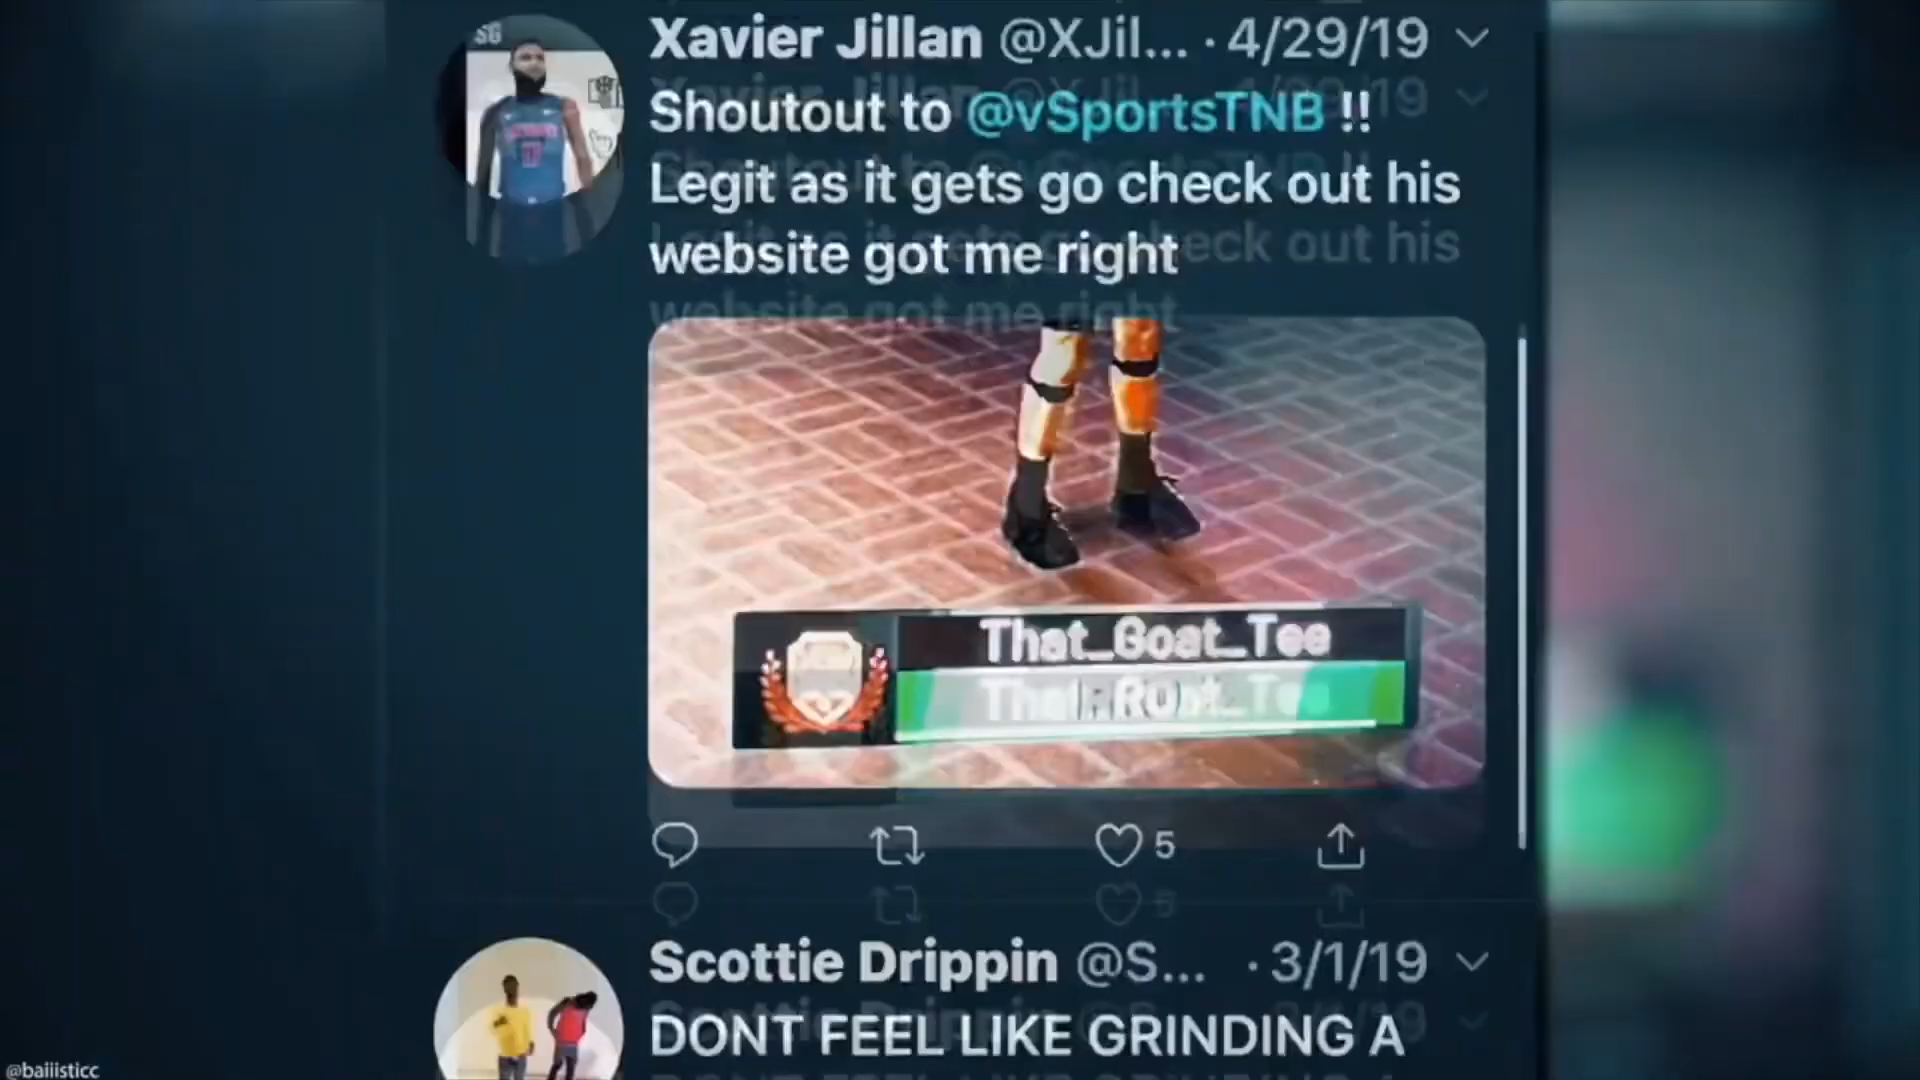 SG
Xavier Jillan @XJil... · 4/29/19
Shoutout to @vSportsTNB !!
Legit as it gets go check out his
website got me right
That_Goat_Tee
5
Scottie Drippin @S... · 3/1/19
DONT FEEL LIKE GRINDING A
@baiiisticc